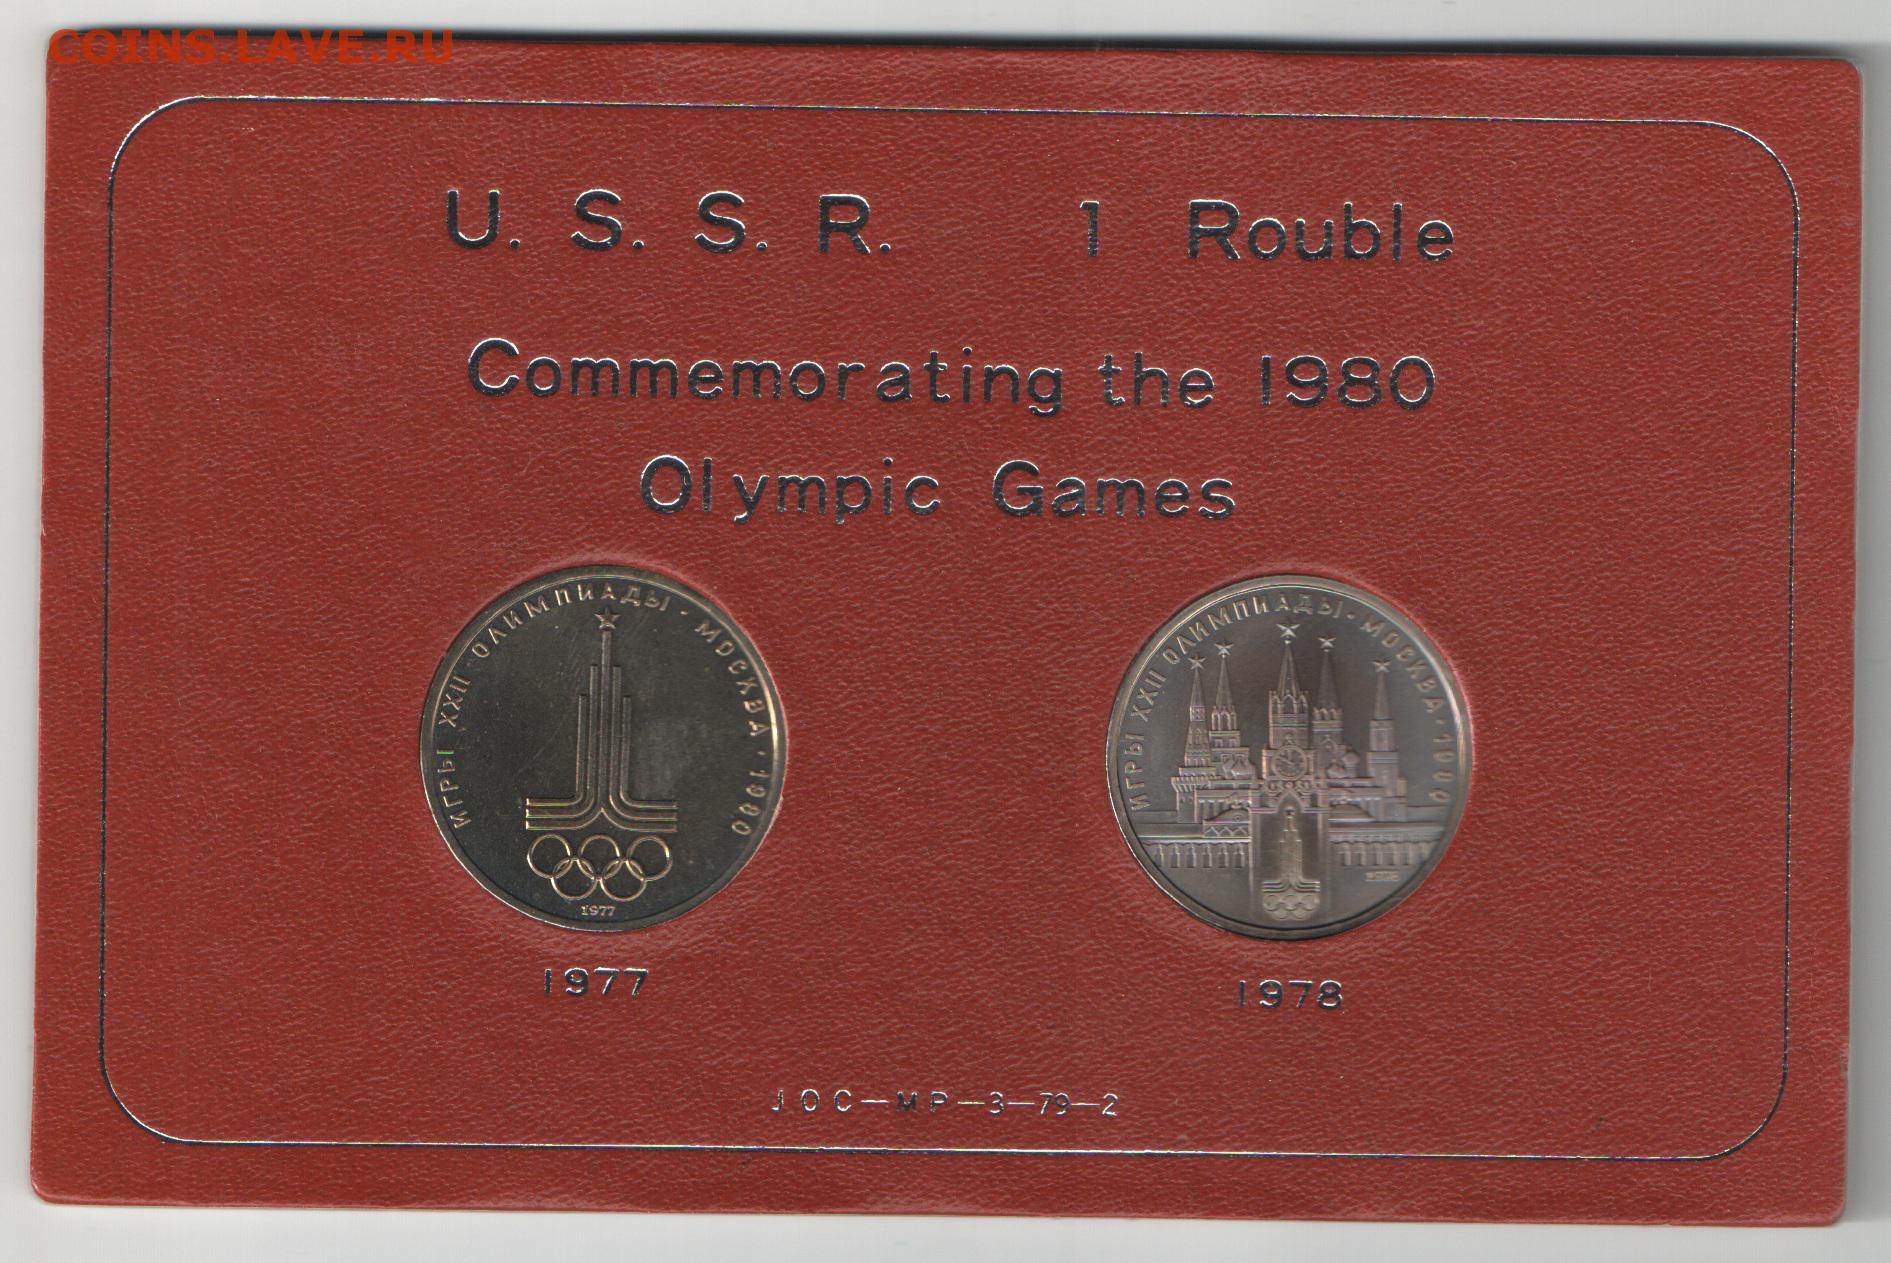 COINS.LAVE.RU
U. S. S. R. 1 Rouble
Commemorating the 1980
Olympic Games
ИГРЫ XXII ОЛИМПИАДЫ · МОСКВА · 1980
1977
ИГРЫ XXII ОЛИМПИАДЫ · МОСКВА · 1980
1978
1977
1978
JOC-MP-3-79-2